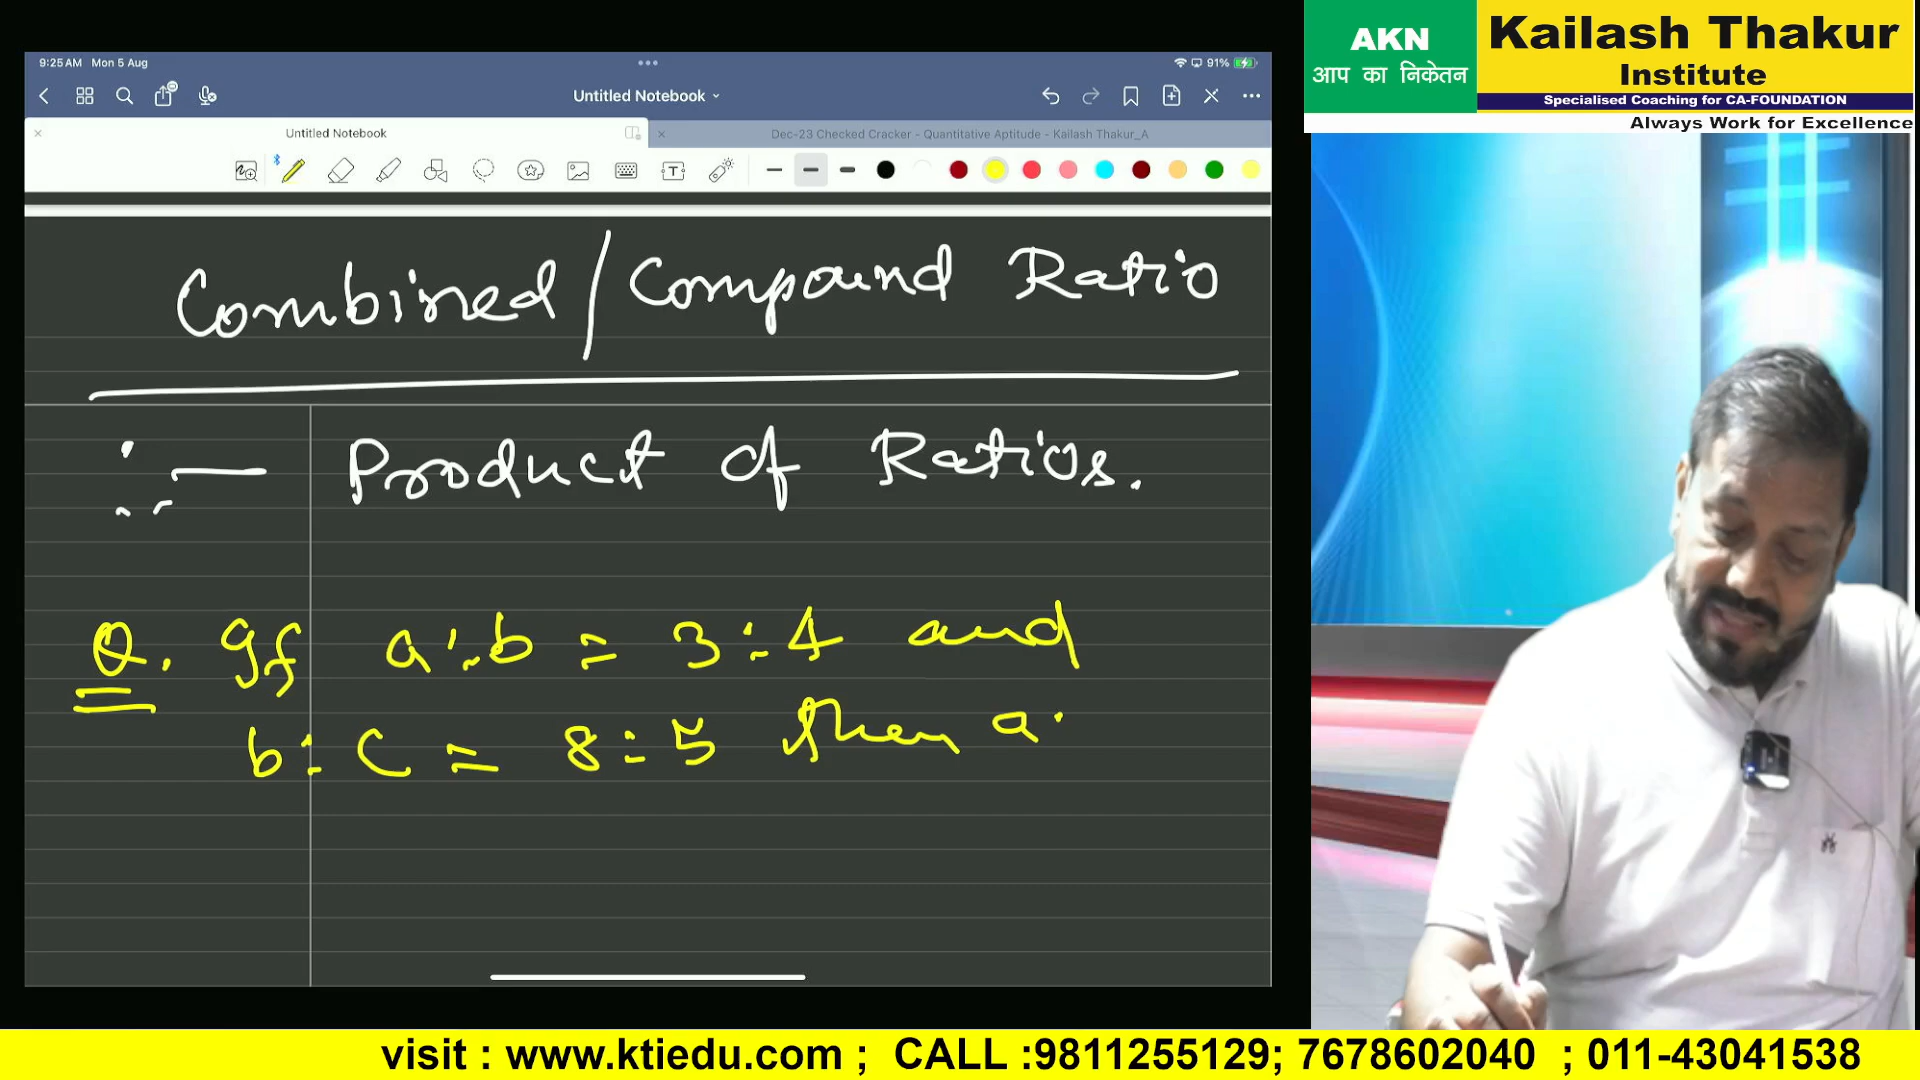 AKN
आप का निकेतन
Kailash Thakur
Institute
Specialised Coaching for CA-FOUNDATION
Always Work for Excellence
9:25 AM Mon 5 Aug
91%
Untitled Notebook
Untitled Notebook
Dec-23 Checked Cracker - Quantitative Aptitude - Kailash Thakur_A
Combined / Compound Ratio
:- Product of Ratios.
Q. If a:b = 3:4 and
b:c = 8:5 then a.
visit : www.ktiedu.com ; CALL :9811255129; 7678602040 ; 011-43041538